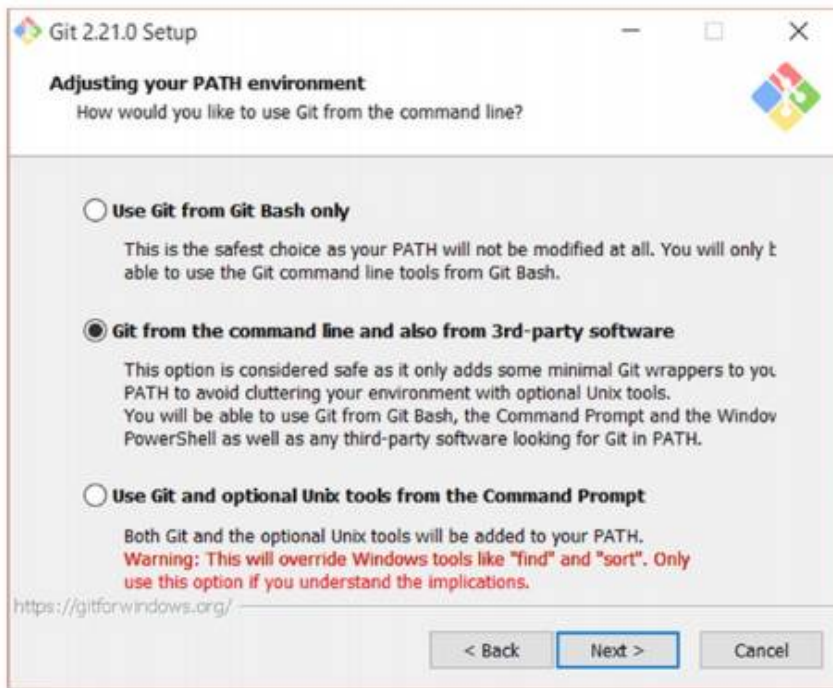 Git 2.21.0 Setup
Adjusting your PATH environment
How would you like to use Git from the command line?
Use Git from Git Bash only
This is the safest choice as your PATH will not be modified at all. You will only b
able to use the Git command line tools from Git Bash.
Git from the command line and also from 3rd-party software
This option is considered safe as it only adds some minimal Git wrappers to you
PATH to avoid cluttering your environment with optional Unix tools.
You will be able to use Git from Git Bash, the Command Prompt and the Window
PowerShell as well as any third-party software looking for Git in PATH.
Use Git and optional Unix tools from the Command Prompt
Both Git and the optional Unix tools will be added to your PATH.
Warning: This will override Windows tools like "find" and "sort". Only
use this option if you understand the implications.
https://gitforwindows.org/
< Back Next > Cancel